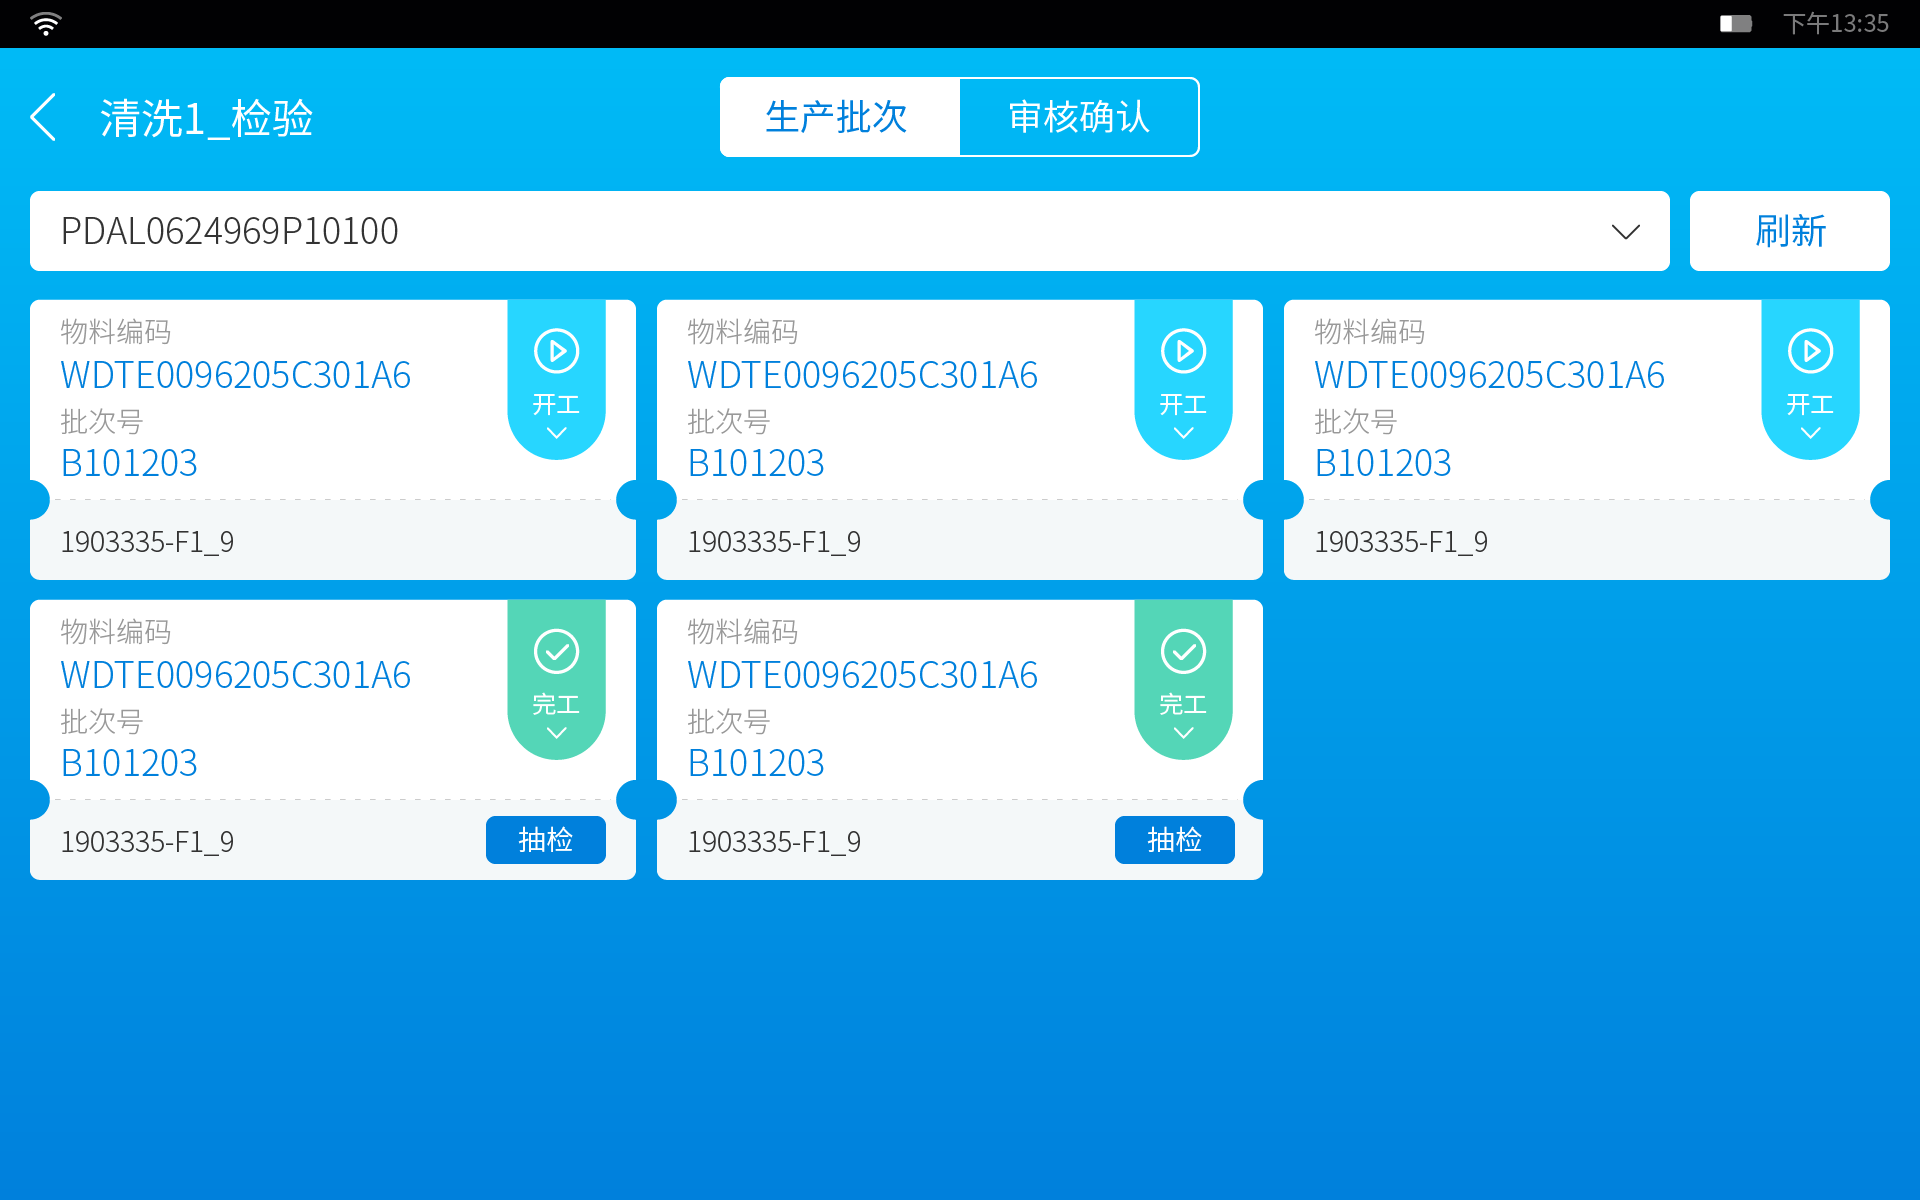 下午13:35
清洗1_检验
生产批次
审核确认
PDAL0624969P10100
刷新
物料编码
WDTE0096205C301A6
批次号
B101203
开工
1903335-F1_9
物料编码
WDTE0096205C301A6
批次号
B101203
开工
1903335-F1_9
物料编码
WDTE0096205C301A6
批次号
B101203
开工
1903335-F1_9
物料编码
WDTE0096205C301A6
批次号
B101203
完工
1903335-F1_9
抽检
物料编码
WDTE0096205C301A6
批次号
B101203
完工
1903335-F1_9
抽检